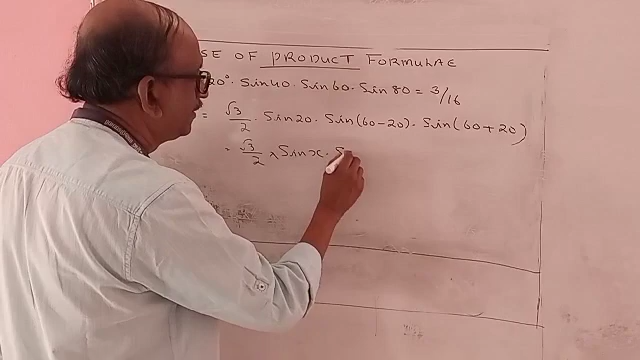 SE OF PRODUCT FORMULAE
20° · Sin40 · Sin60 · Sin80 = 3/16
= √3/2 · Sin20 · Sin(60-20) · Sin(60+20)
= √3/2 × Sinx · S